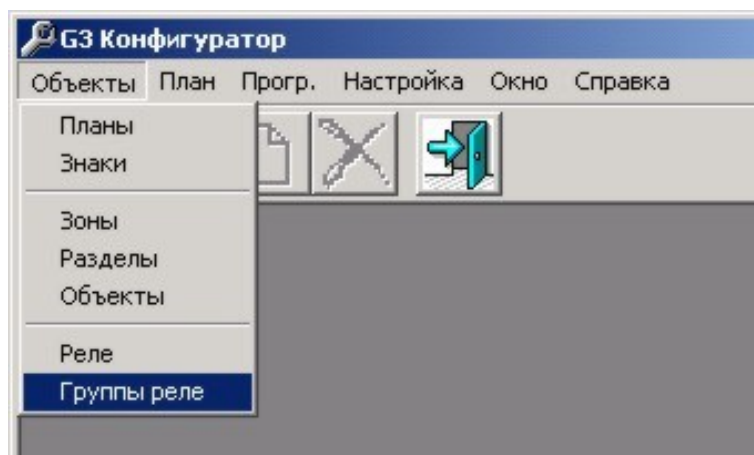 G3 Конфигуратор
Объекты План Прогр. Настройка Окно Справка
Планы
Знаки
Зоны
Разделы
Объекты
Реле
Группы реле